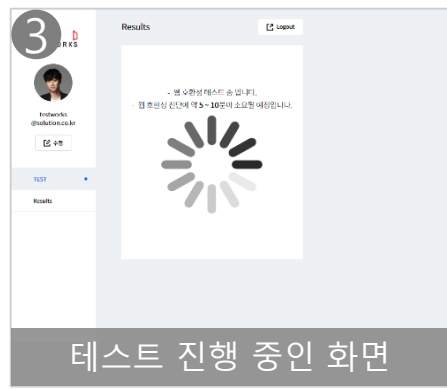 3
RKS
Results
Logout
- 웹 호환성 테스트 중 입니다.
- 웹 호환성 진단에 약 5 ~ 10분이 소요될 예정입니다.
testworks
@solution.co.kr
수정
TEST
Results
테스트 진행 중인 화면